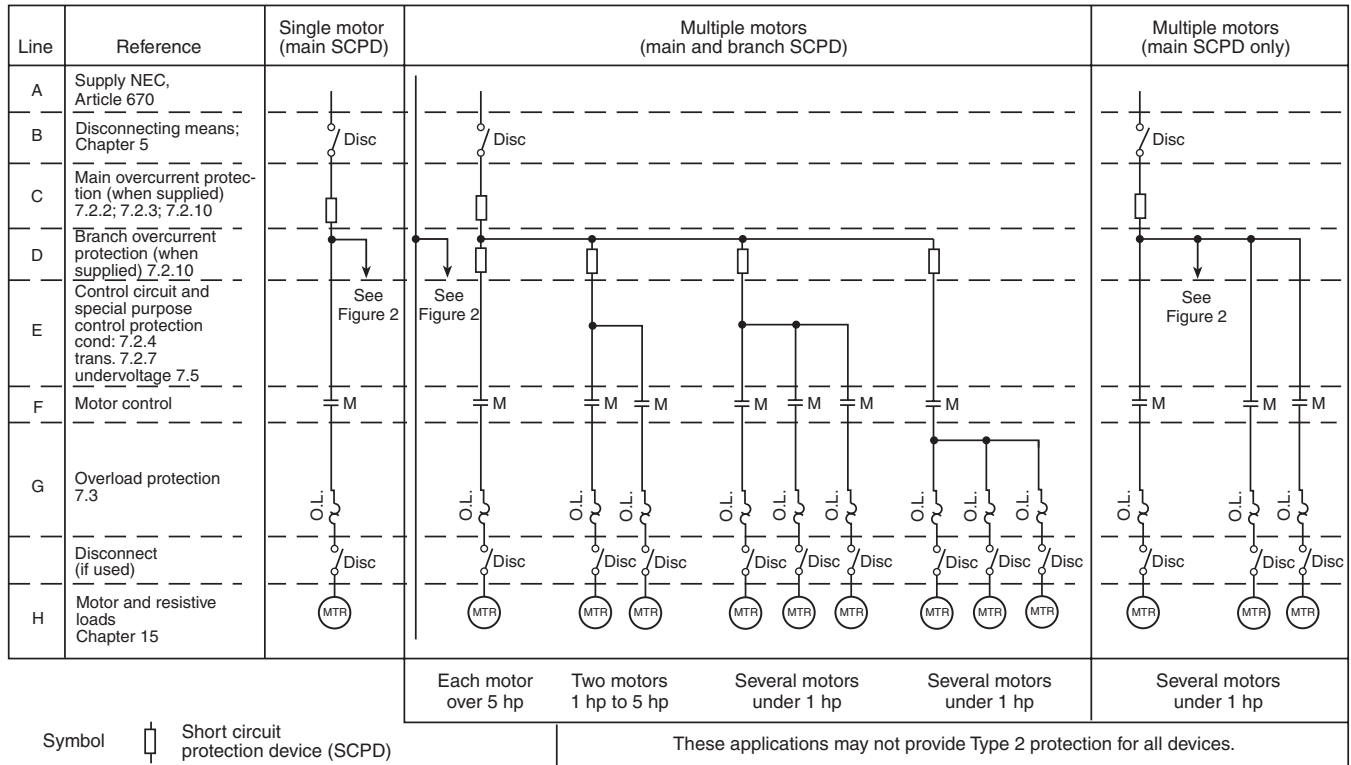 Line
Reference
Single motor
(main SCPD)
Multiple motors
(main and branch SCPD)
Multiple motors
(main SCPD only)
A
Supply NEC,
Article 670
B
Disconnecting means;
Chapter 5
Disc
Disc
Disc
C
Main overcurrent protec-
tion (when supplied)
7.2.2; 7.2.3; 7.2.10
D
Branch overcurrent
protection (when
supplied) 7.2.10
E
Control circuit and
special purpose
control protection
cond: 7.2.4
trans. 7.2.7
undervoltage 7.5
See
Figure 2
See
Figure 2
See
Figure 2
F
Motor control
M
M
M
M
M
M
M
M
M
M
M
G
Overload protection
7.3
O.L.
O.L.
O.L.
O.L.
O.L.
O.L.
O.L.
O.L.
O.L.
O.L.
O.L.
O.L.
O.L.
Disconnect
(if used)
Disc
Disc
Disc
Disc
Disc
Disc
Disc
Disc
Disc
Disc
Disc
Disc
Disc
H
Motor and resistive
loads
Chapter 15
MTR
MTR
MTR
MTR
MTR
MTR
MTR
MTR
MTR
MTR
MTR
MTR
MTR
Each motor
over 5 hp
Two motors
1 hp to 5 hp
Several motors
under 1 hp
Several motors
under 1 hp
Several motors
under 1 hp
Symbol
Short circuit
protection device (SCPD)
These applications may not provide Type 2 protection for all devices.